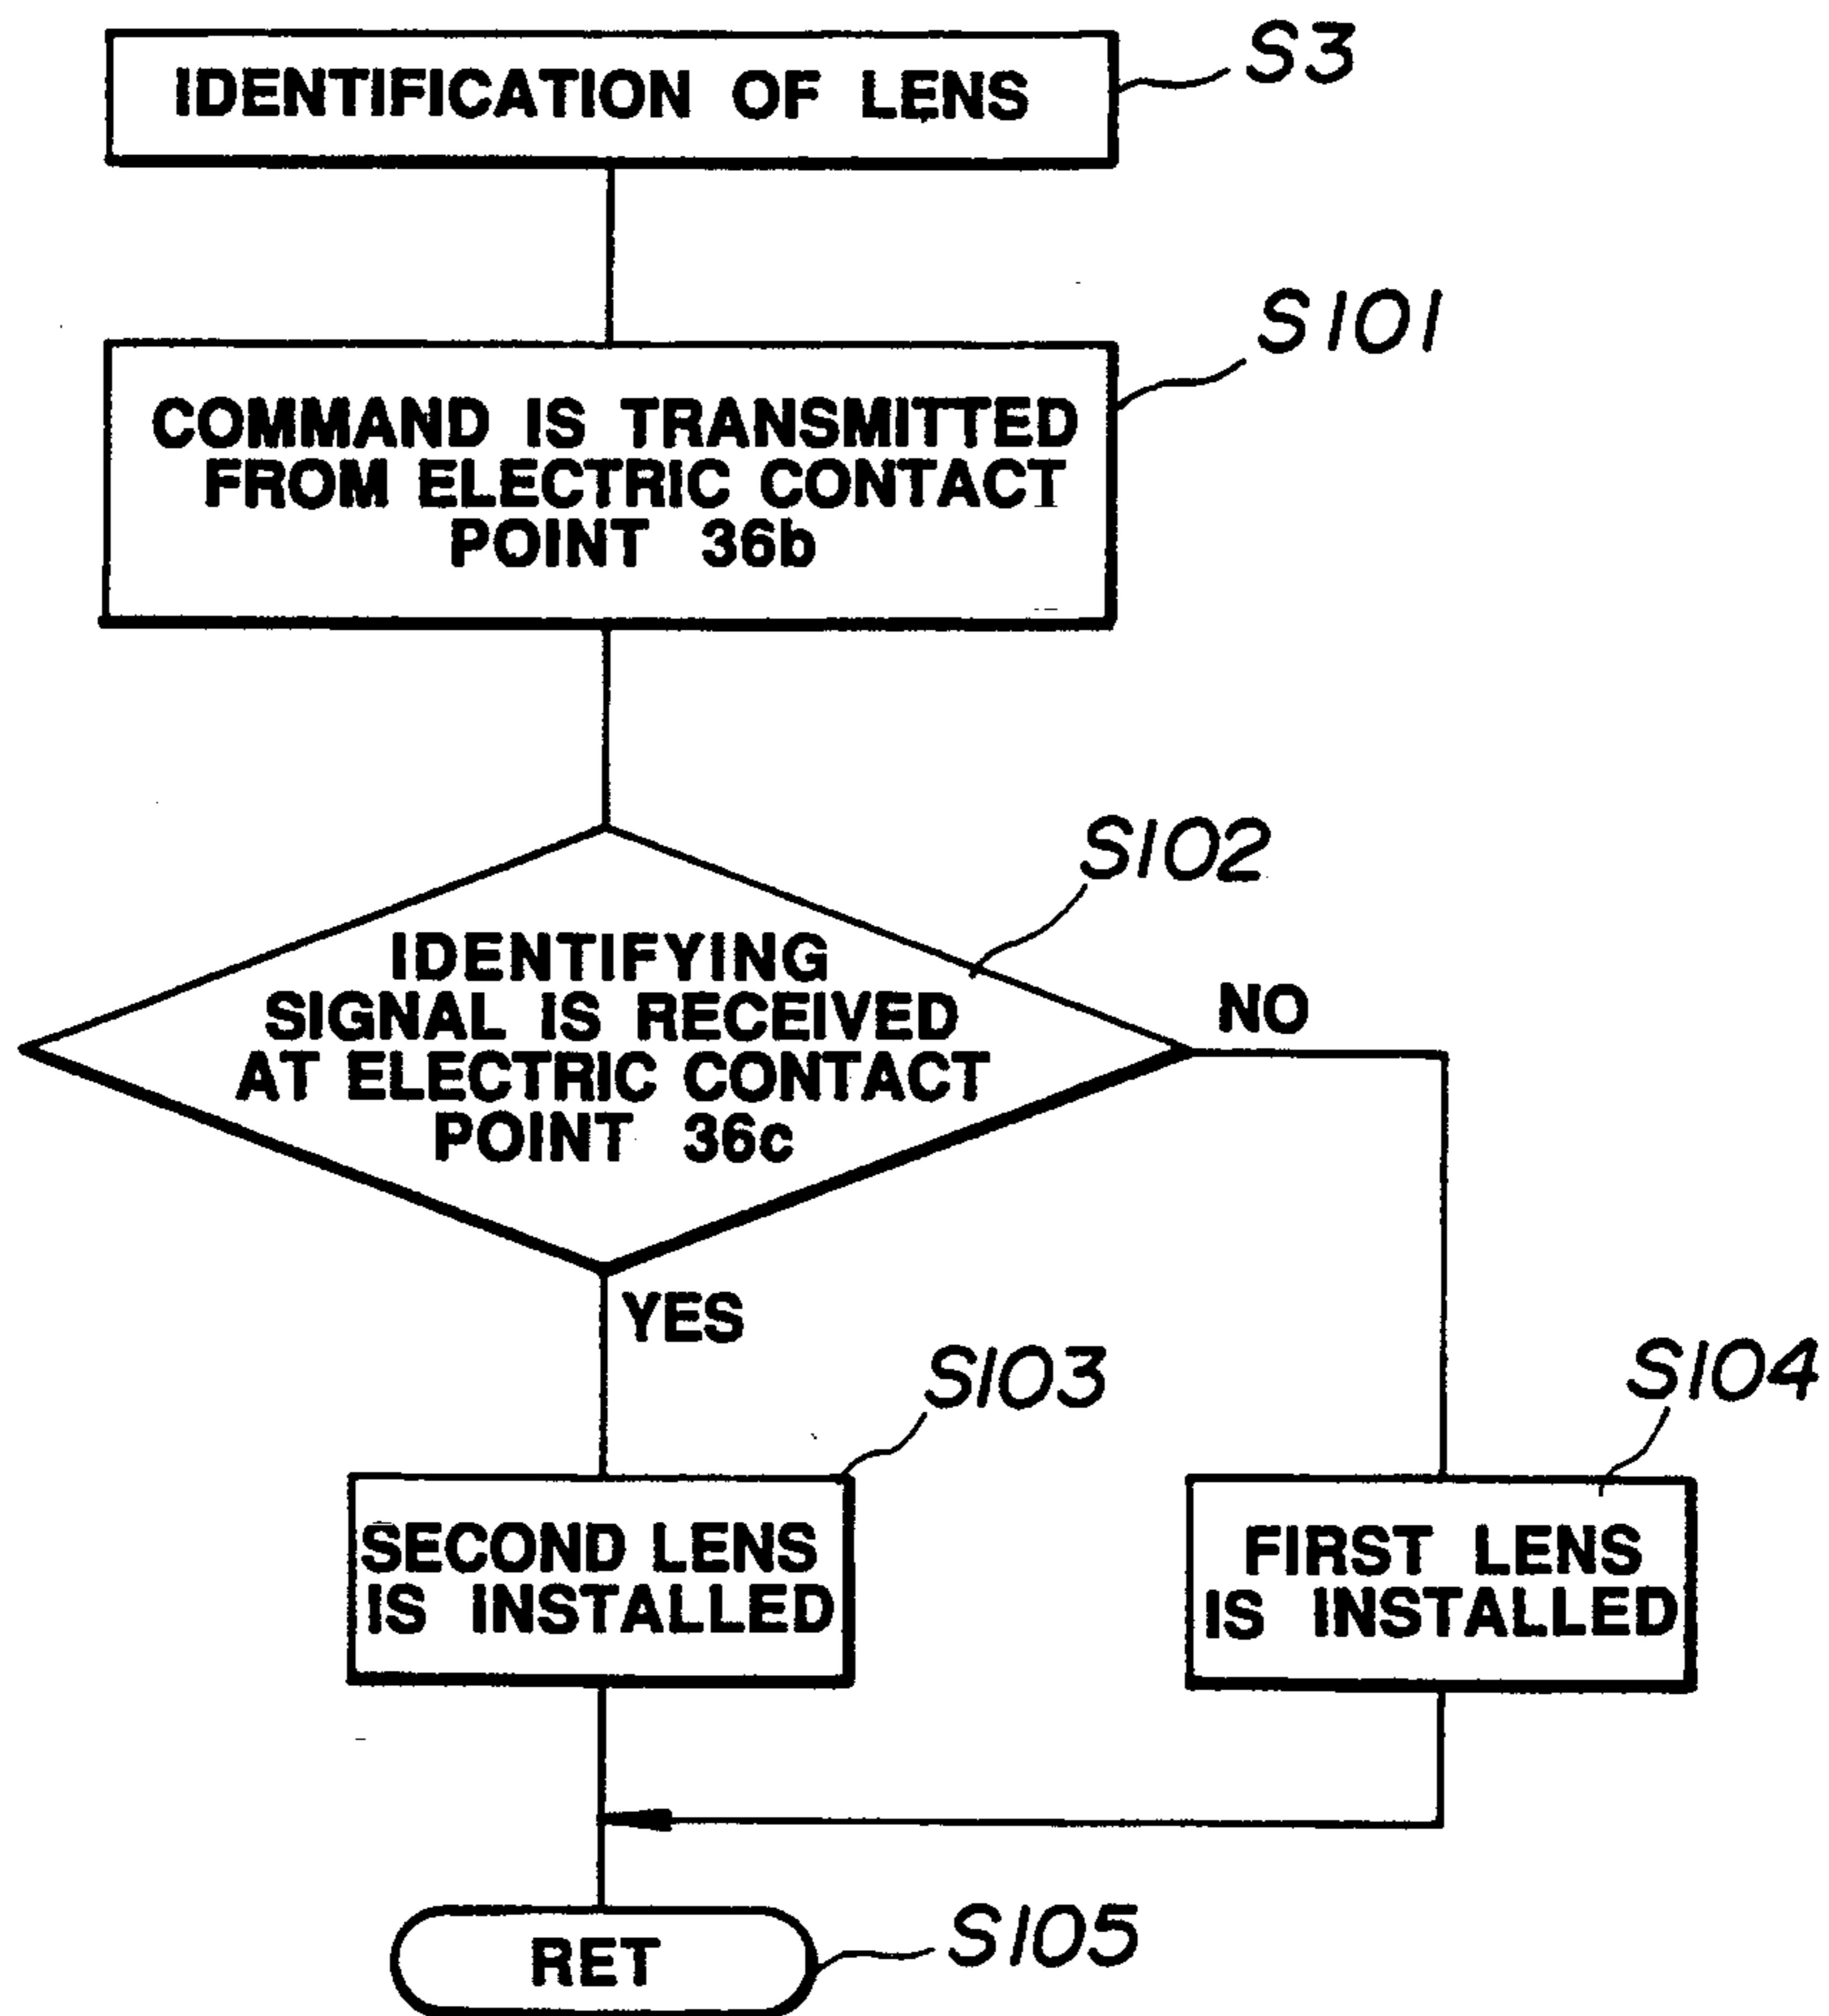 IDENTIFICATION OF LENS
S3
S101
COMMAND IS TRANSMITTED
FROM ELECTRIC CONTACT
POINT 36b
S102
IDENTIFYING
SIGNAL IS RECEIVED
AT ELECTRIC CONTACT
POINT 36c
NO
YES
S103
SECOND LENS
IS INSTALLED
S104
FIRST LENS
IS INSTALLED
RET
S105